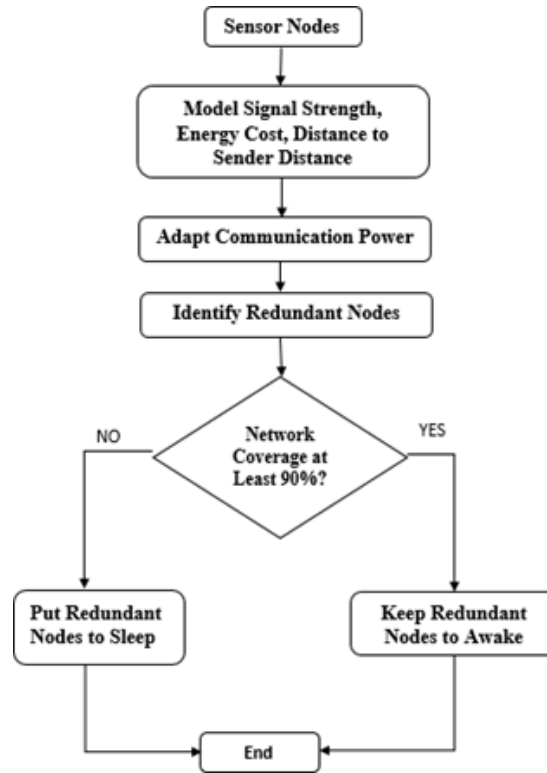 Sensor Nodes
Model Signal Strength,
Energy Cost, Distance to
Sender Distance
Adapt Communication Power
Identify Redundant Nodes
NO
YES
Network
Coverage at
Least 90%?
Put Redundant
Nodes to Sleep
Keep Redundant
Nodes to Awake
End